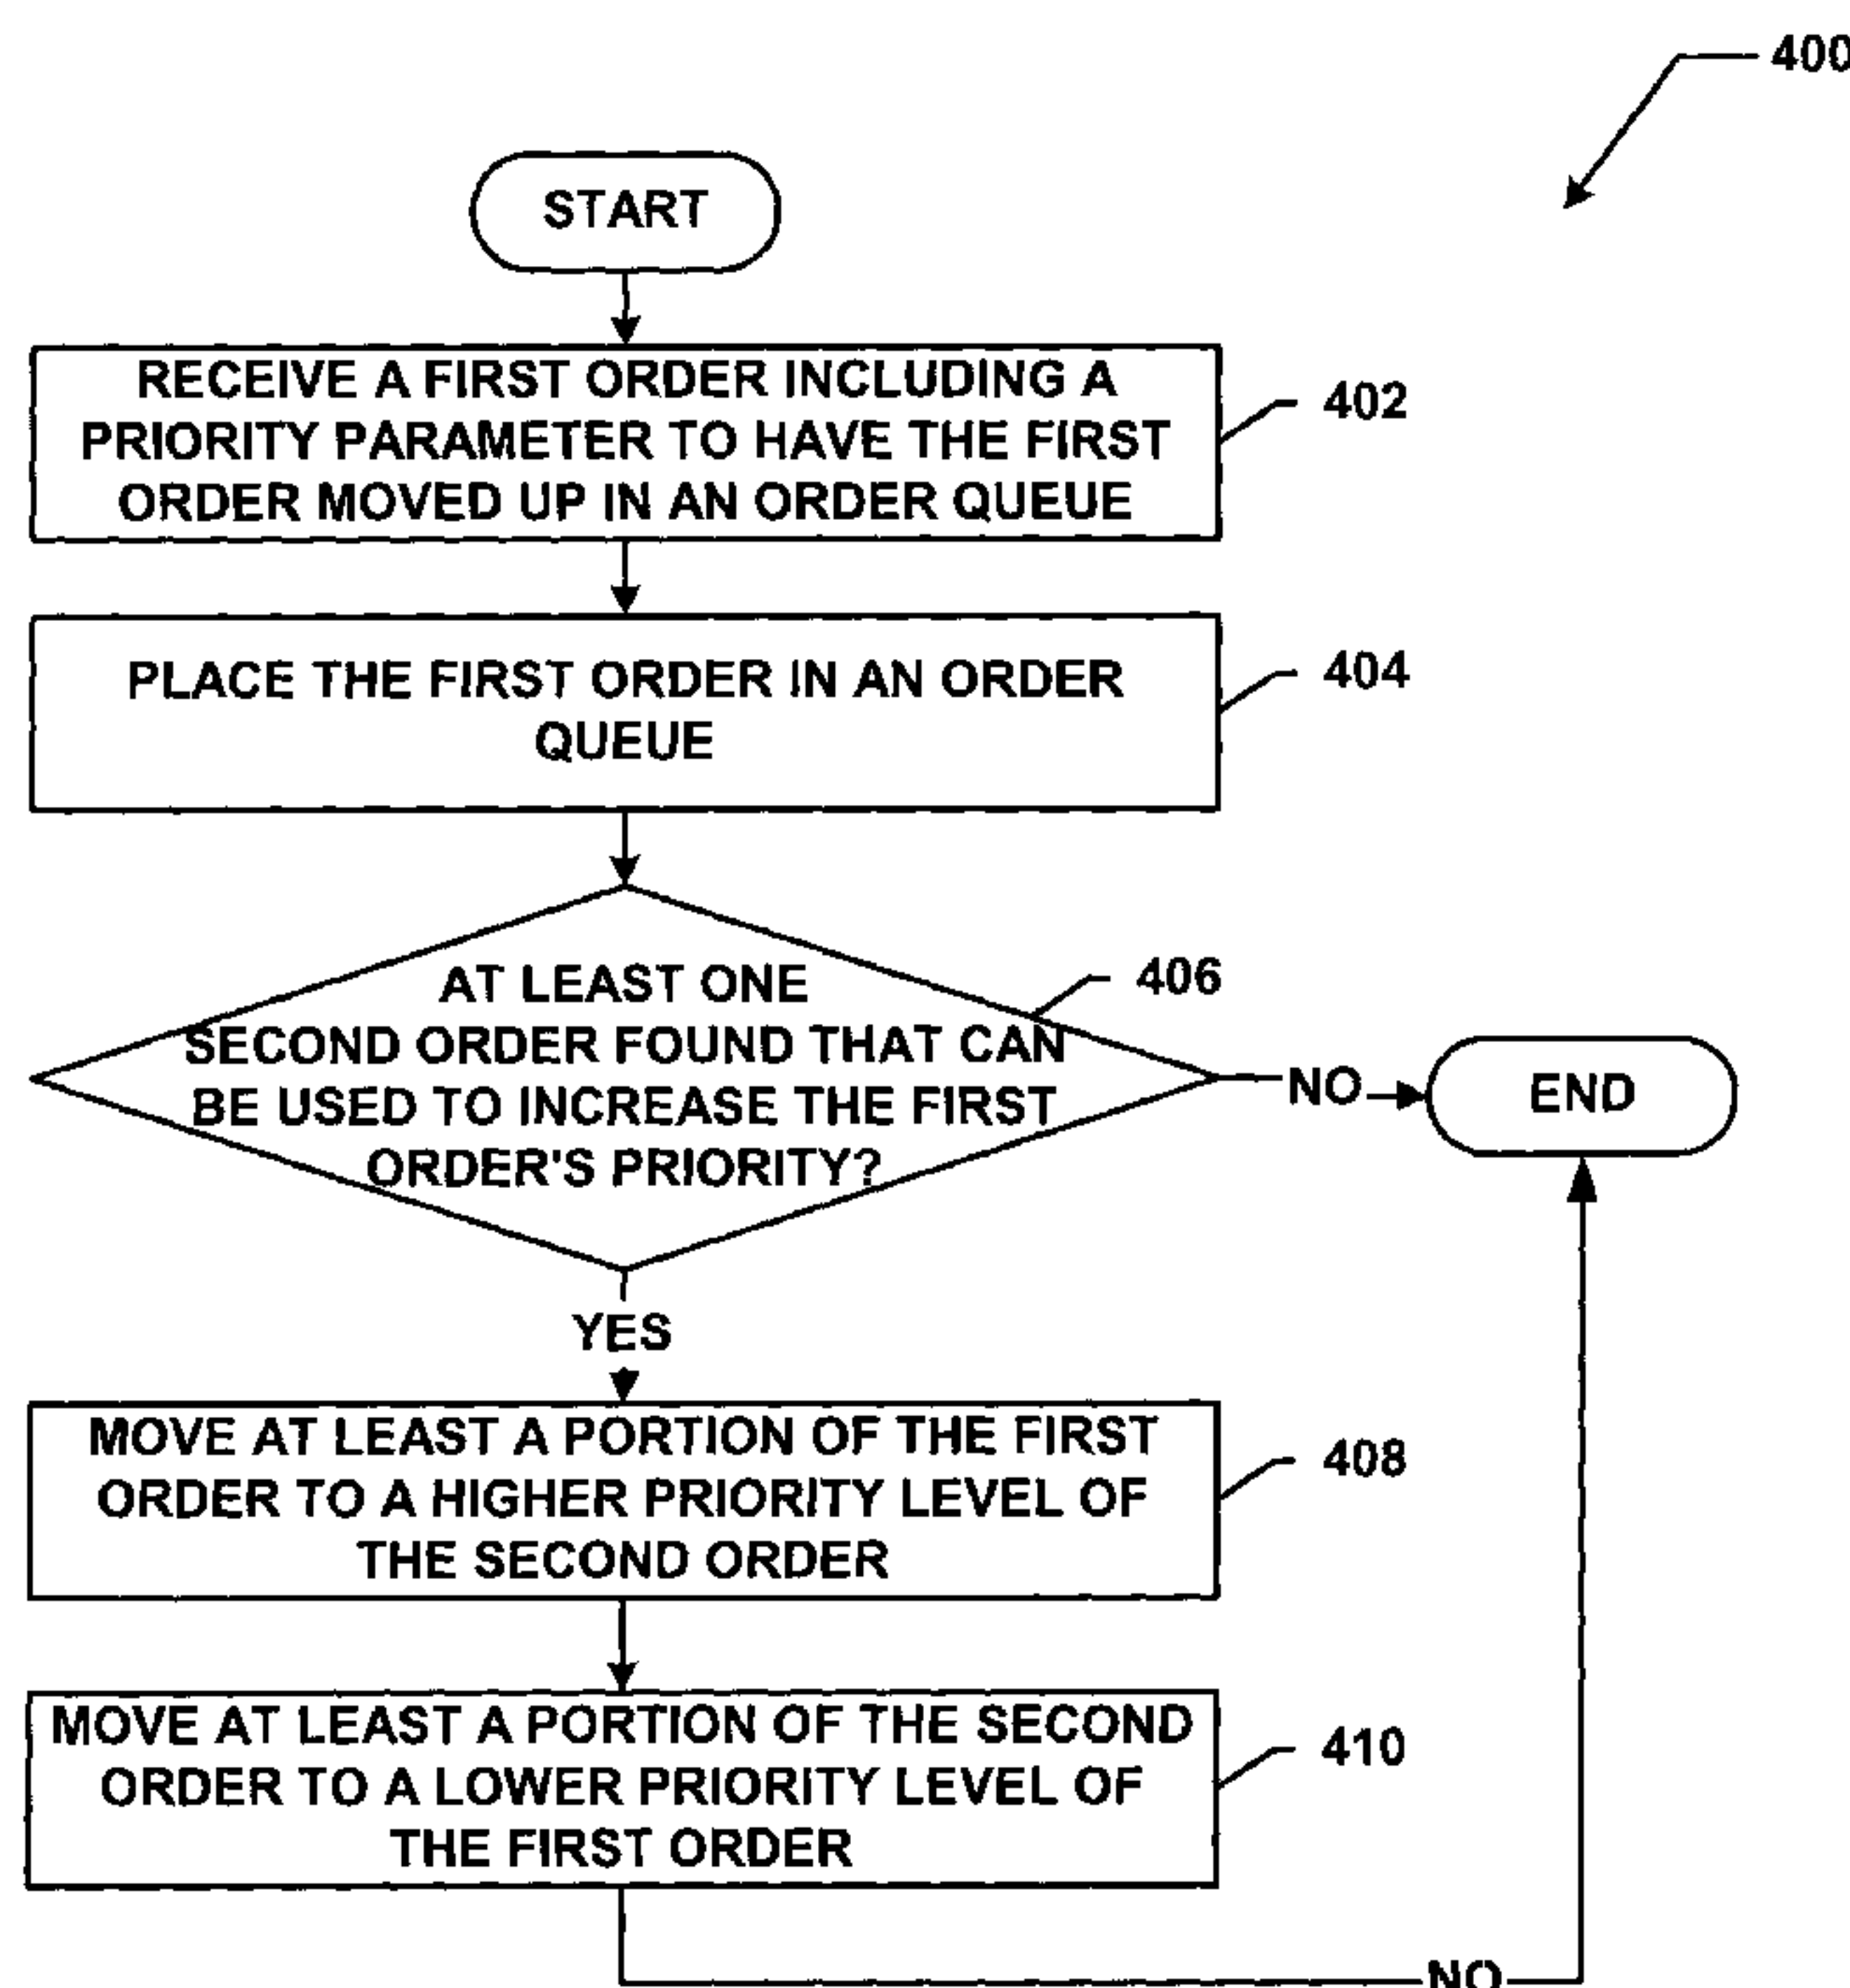 400
START
RECEIVE A FIRST ORDER INCLUDING A
PRIORITY PARAMETER TO HAVE THE FIRST
ORDER MOVED UP IN AN ORDER QUEUE
402
PLACE THE FIRST ORDER IN AN ORDER
QUEUE
404
AT LEAST ONE
SECOND ORDER FOUND THAT CAN
BE USED TO INCREASE THE FIRST
ORDER'S PRIORITY?
406
NO
END
YES
MOVE AT LEAST A PORTION OF THE FIRST
ORDER TO A HIGHER PRIORITY LEVEL OF
THE SECOND ORDER
408
MOVE AT LEAST A PORTION OF THE SECOND
ORDER TO A LOWER PRIORITY LEVEL OF
THE FIRST ORDER
410
NO